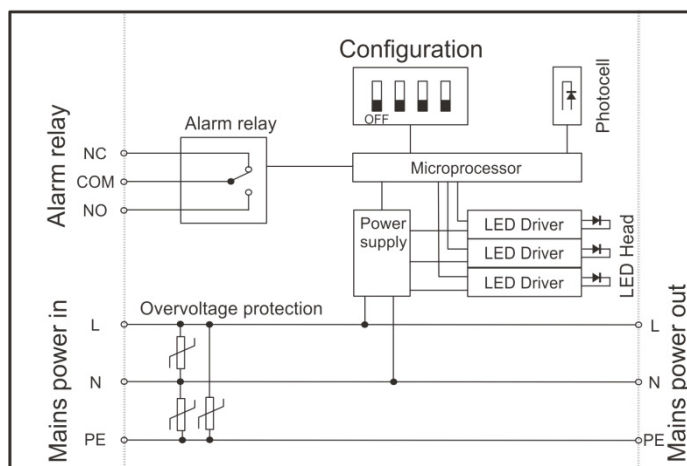 Configuration
OFF
Photocell
Alarm relay
Alarm relay
NC
COM
NO
Microprocessor
Power
supply
LED Driver
LED Driver
LED Driver
LED Head
Overvoltage protection
Mains power in
L
N
PE
Mains power out
L
N
PE